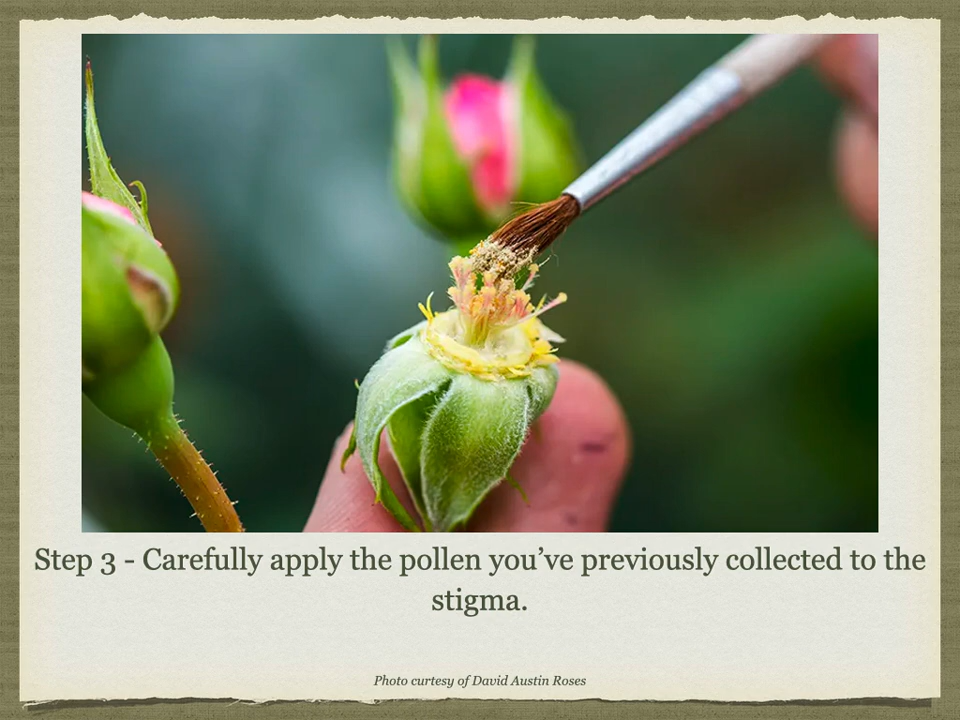 Step 3 - Carefully apply the pollen you’ve previously collected to the
stigma.
Photo curtesy of David Austin Roses